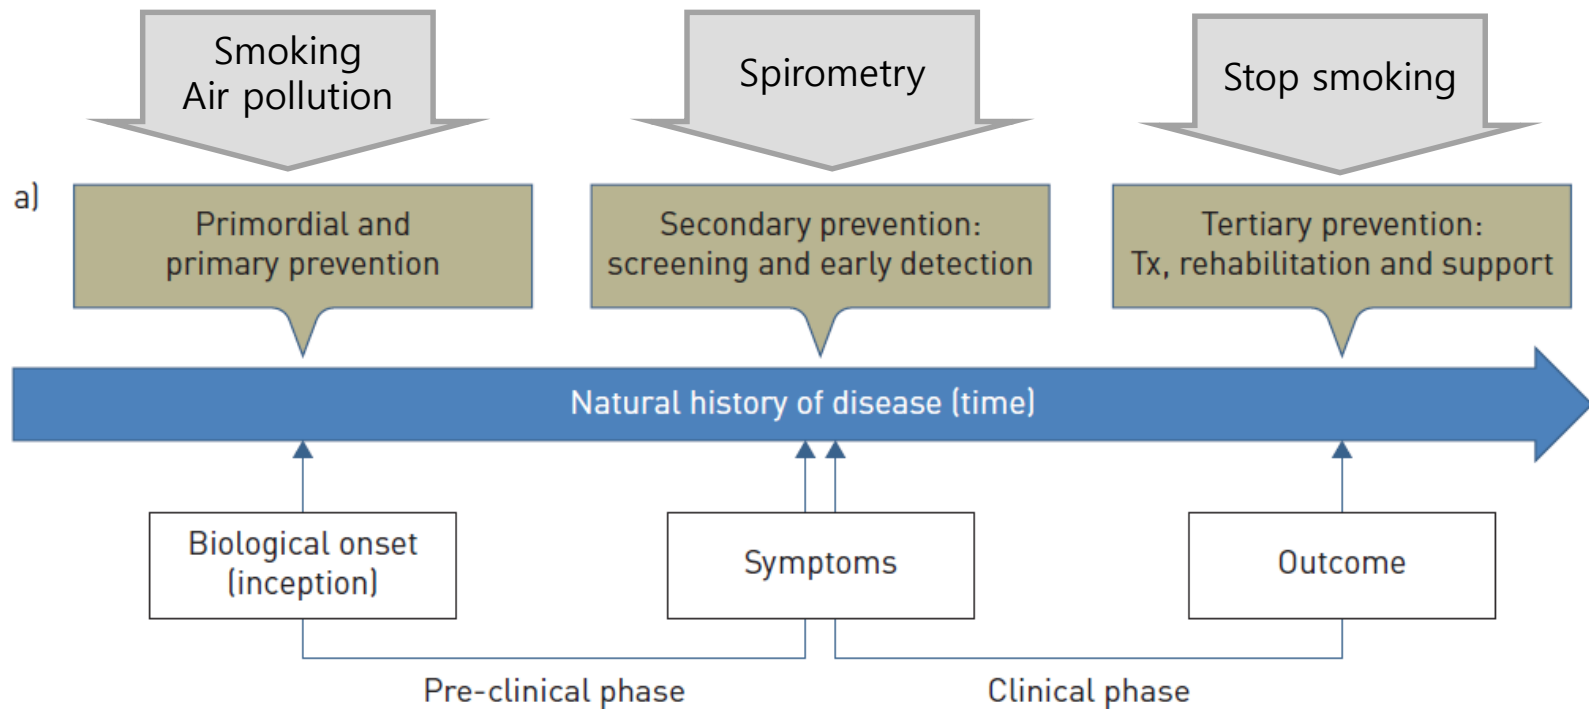 Smoking
Air pollution
Spirometry
Stop smoking
a)
Primordial and
primary prevention
Secondary prevention:
screening and early detection
Tertiary prevention:
Tx, rehabilitation and support
Natural history of disease (time)
Biological onset
(inception)
Symptoms
Outcome
Pre-clinical phase
Clinical phase